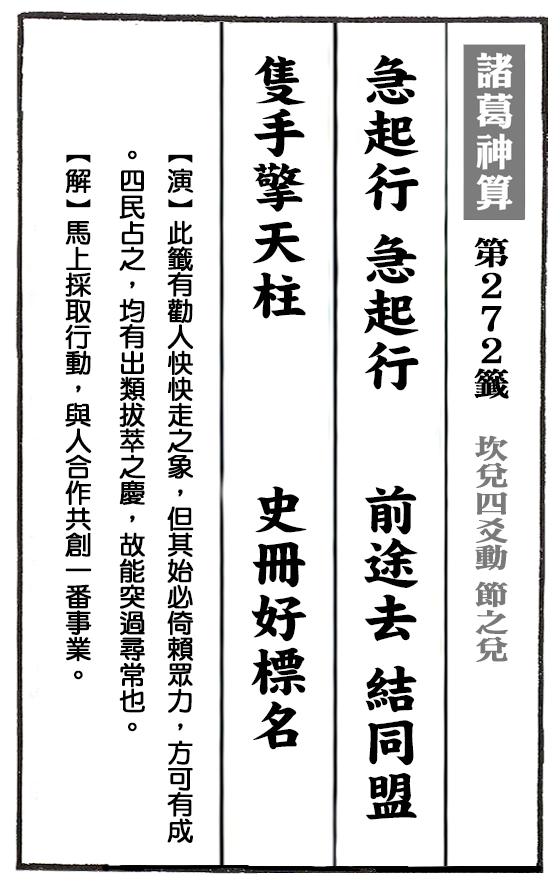 諸葛神算 第272籤 坎兌四爻動 節之兌
急起行 急起行 前途去 結同盟
隻手擎天柱 史冊好標名
【演】此籤有勸人快快走之象，但其始必倚賴眾力，方可有成
。四民占之，均有出類拔萃之慶，故能突過尋常也。
【解】馬上採取行動，與人合作共創一番事業。